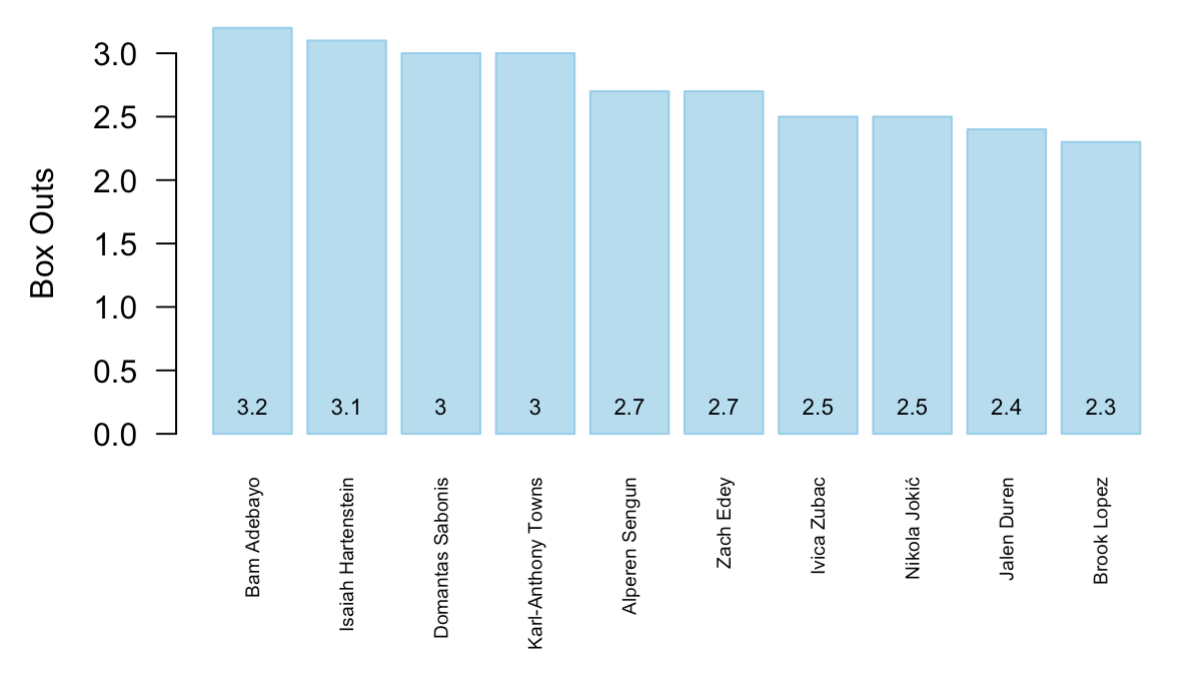 Box Outs
3.0
2.5
2.0
1.5
1.0
0.5
0.0
3.2 3.1 3 3 2.7 2.7 2.5 2.5 2.4 2.3
Bam Adebayo
Isaiah Hartenstein
Domantas Sabonis
Karl-Anthony Towns
Alperen Sengun
Zach Edey
Ivica Zubac
Nikola Jokić
Jalen Duren
Brook Lopez